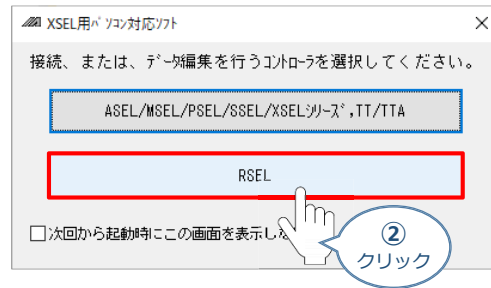 XSEL用パソコン対応ソフト
接続、または、データ編集を行うコントローラを選択してください。
ASEL/MSEL/PSEL/SSEL/XSELシリーズ,TT/TTA
RSEL
次回から起動時にこの画面を表示しな
②
クリック